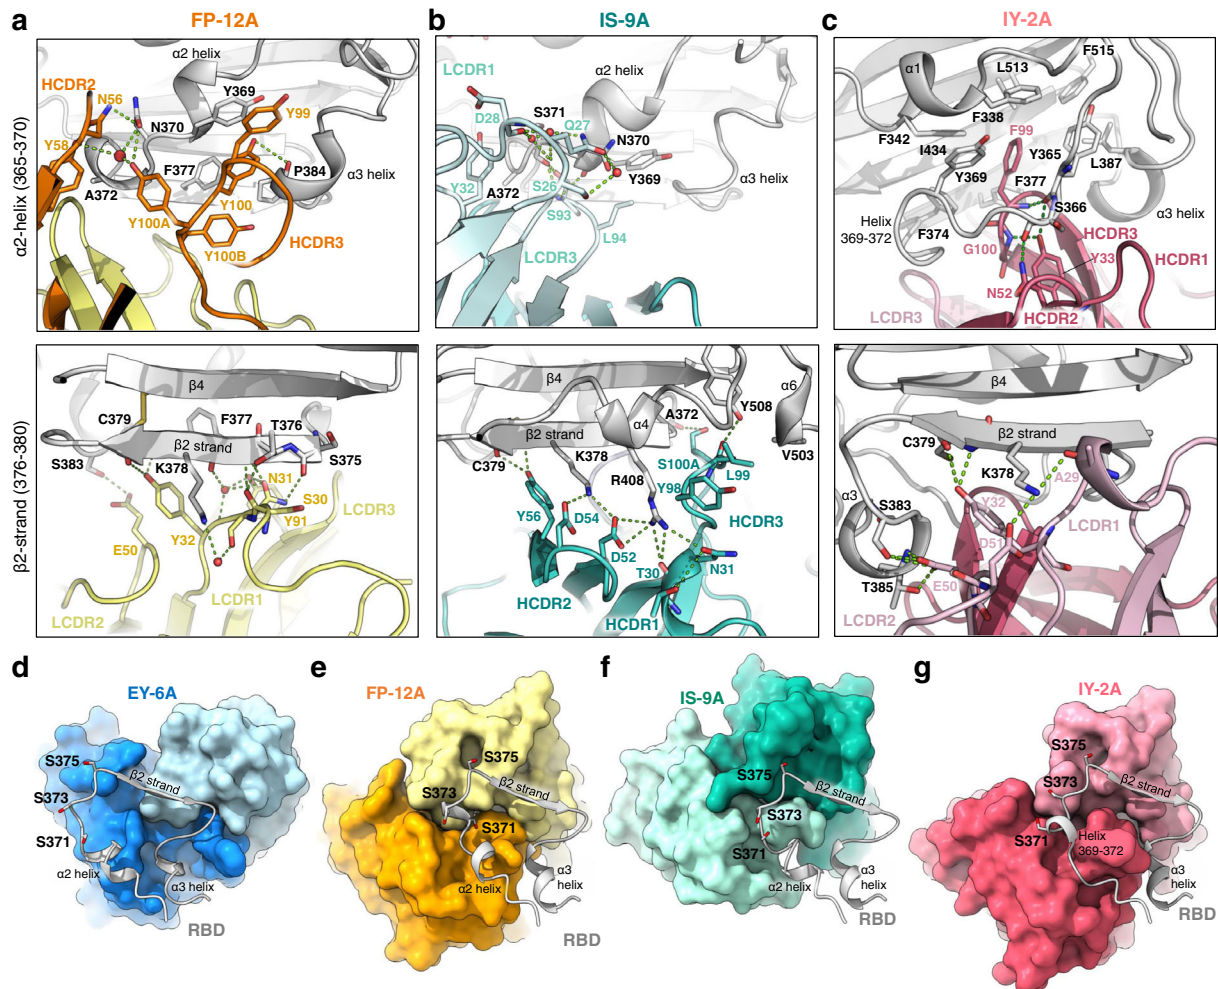 a
FP-12A
b
IS-9A
c
IY-2A
α2-helix (365-370)
α2 helix
HCDR2
N56
Y369
Y99
N370
Y58
P384
F377
A372
α3 helix
Y100
Y100A
HCDR3
Y100B
LCDR1
α2 helix
S371
D28
Q27
N370
Y369
Y32
A372
S26
α3 helix
S93
L94
LCDR3
F515
α1
L513
F338
F342
F99
I434
Y365
L387
Y369
F377
S366
α3 helix
Helix
369-372
F374
HCDR3
G100
Y33
HCDR1
N52
LCDR3
HCDR2
β2-strand (376-380)
β4
C379
F377
T376
β2 strand
S375
S383
K378
N31
S30
LCDR3
Y91
Y32
E50
LCDR1
LCDR2
β4
α6
A372
Y508
α4
β2 strand
V503
C379
K378
S100A
L99
R408
Y98
Y56
D54
HCDR3
D52
T30
N31
HCDR2
HCDR1
β4
β2 strand
C379
K378
α3
A29
Y32
S383
LCDR1
D51
T385
E50
LCDR2
d
EY-6A
e
FP-12A
f
IS-9A
g
IY-2A
S375
β2 strand
S373
S371
α2 helix
α3 helix
RBD
S375
β2 strand
S373
S371
α2 helix
α3
helix
RBD
S375
β2 strand
S373
S371
α2 helix
α3
helix
RBD
S375
β2 strand
S373
S371
Helix
369-372
α3
helix
RBD